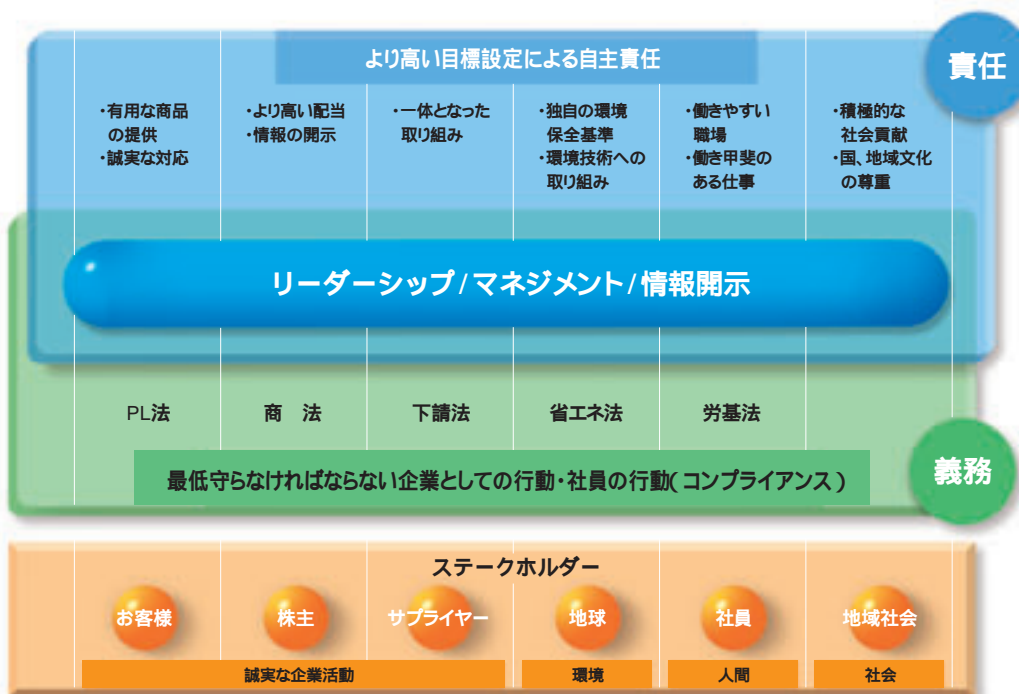 責任
より高い目標設定による自主責任
・有用な商品
の提供
・誠実な対応
・より高い配当
・情報の開示
・一体となった
取り組み
・独自の環境
保全基準
・環境技術への
取り組み
・働きやすい
職場
・働き甲斐の
ある仕事
・積極的な
社会貢献
・国、地域文化
の尊重
リーダーシップ/マネジメント/情報開示
PL法
商　法
下請法
省エネ法
労基法
義務
最低守らなければならない企業としての行動・社員の行動(コンプライアンス)
ステークホルダー
お客様
株主
サプライヤー
地球
社員
地域社会
誠実な企業活動
環境
人間
社会